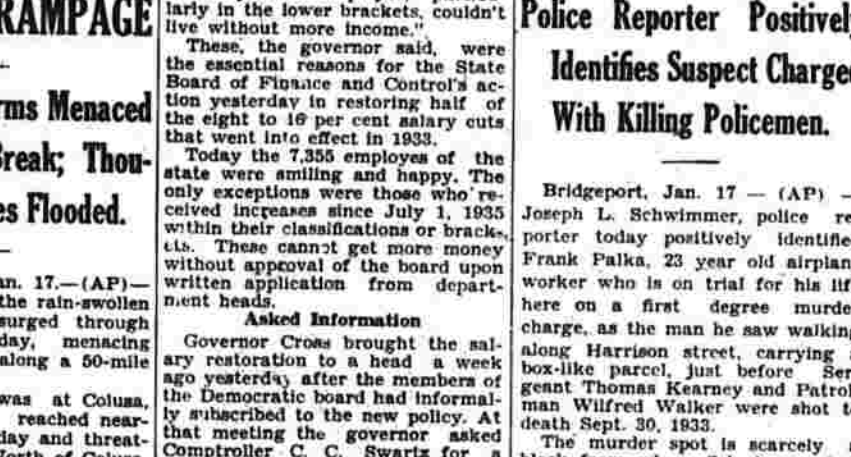 RAMPAGE
rms Menaced
Break; Thou-
es Flooded.
an. 17.—(AP)—
the rain-swollen
surged through
day, menacing
along a 50-mile
was at Colusa,
reached near-
day and threat-
larly in the lower brackets, couldn't
live without more income."
These, the governor said, were
the essential reasons for the State
Board of Finance and Control's ac-
tion yesterday in restoring half of
the eight to 16 per cent salary cuts
that went into effect in 1933.
Today the 7,355 employes of the
state were smiling and happy. The
only exceptions were those who re-
ceived increases since July 1, 1935
within their classifications or brack-
ets. These cannot get more money
without approval of the board upon
written application from depart-
ment heads.
Asked Information
Governor Cross brought the sal-
ary restoration to a head a week
ago yesterday after the members of
the Democratic board had informal-
ly subscribed to the new policy. At
that meeting the governor asked
Comptroller C. C. Swartz for a
Police Reporter Positively
Identifies Suspect Charged
With Killing Policemen.
Bridgeport, Jan. 17 — (AP) —
Joseph L. Schwimmer, police re
porter today positively identifie
Frank Palka, 23 year old airplan
worker who is on trial for his lif
here on a first degree murde
charge, as the man he saw walking
along Harrison street, carrying a
box-like parcel, just before Ser
geant Thomas Kearney and Patrol
man Wilfred Walker were shot t
death Sept. 30, 1933.
The murder spot is scarcely a